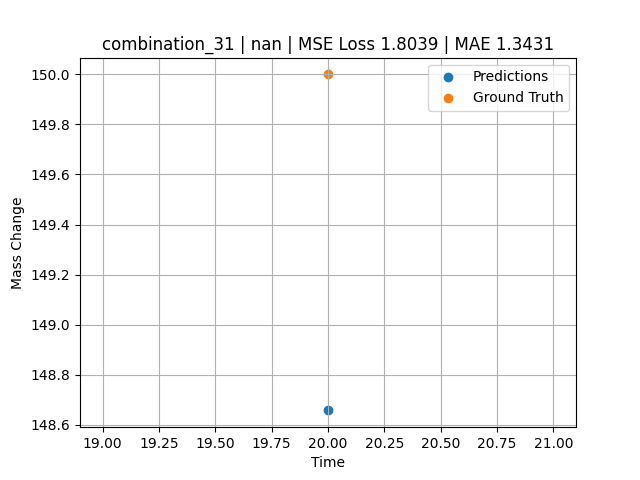 combination_31 | nan | MSE Loss 1.8039 | MAE 1.3431
Predictions
Ground Truth
Mass Change
150.0
149.8
149.6
149.4
149.2
149.0
148.8
148.6
19.00 19.25 19.50 19.75 20.00 20.25 20.50 20.75 21.00
Time